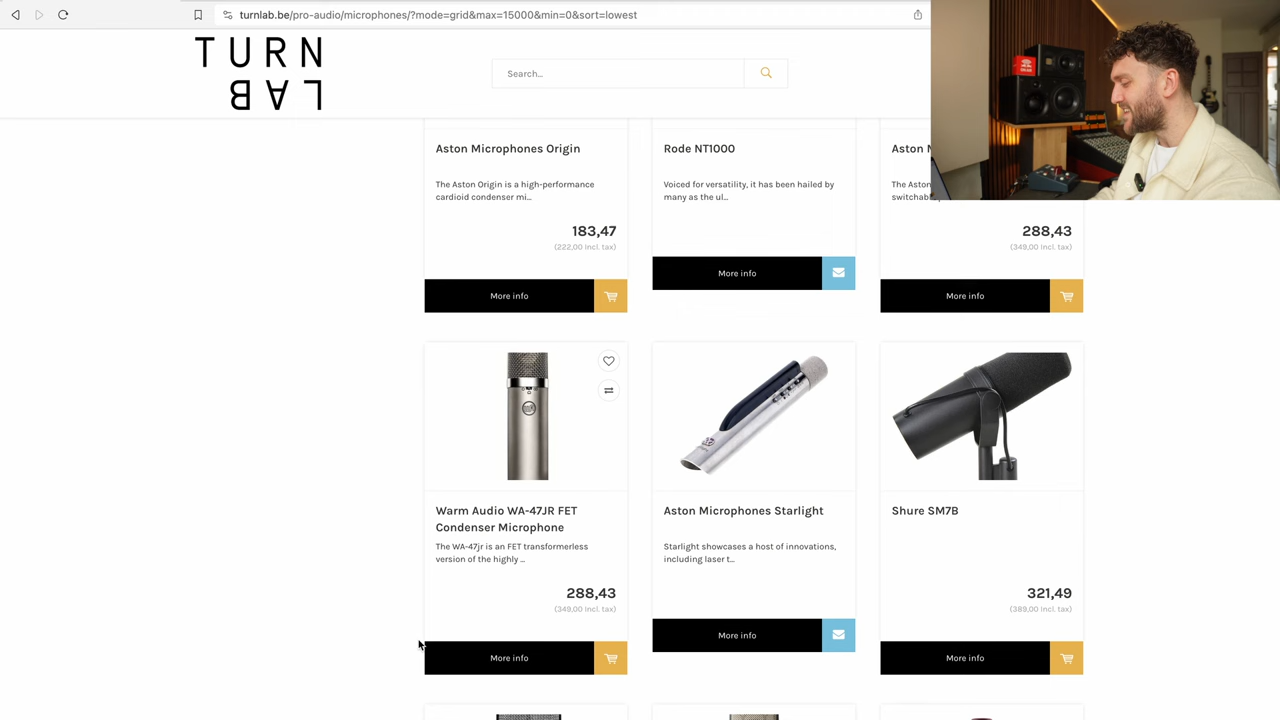 turnlab.be/pro-audio/microphones/?mode=grid&max=15000&min=0&sort=lowest
TURN
LAB
Search...
Aston Microphones Origin
The Aston Origin is a high-performance
cardioid condenser mi...
183,47
(222,00 Incl. tax)
More info
Rode NT1000
Voiced for versatility, it has been hailed by
many as the ul...
More info
Aston
The Aston
288,43
(349,00 Incl. tax)
More info
Warm Audio WA-47JR FET
Condenser Microphone
The WA-47jr is an FET transformerless
version of the highly ...
288,43
(349,00 Incl. tax)
More info
Aston Microphones Starlight
Starlight showcases a host of innovations,
including laser t...
More info
Shure SM7B
321,49
(389,00 Incl. tax)
More info